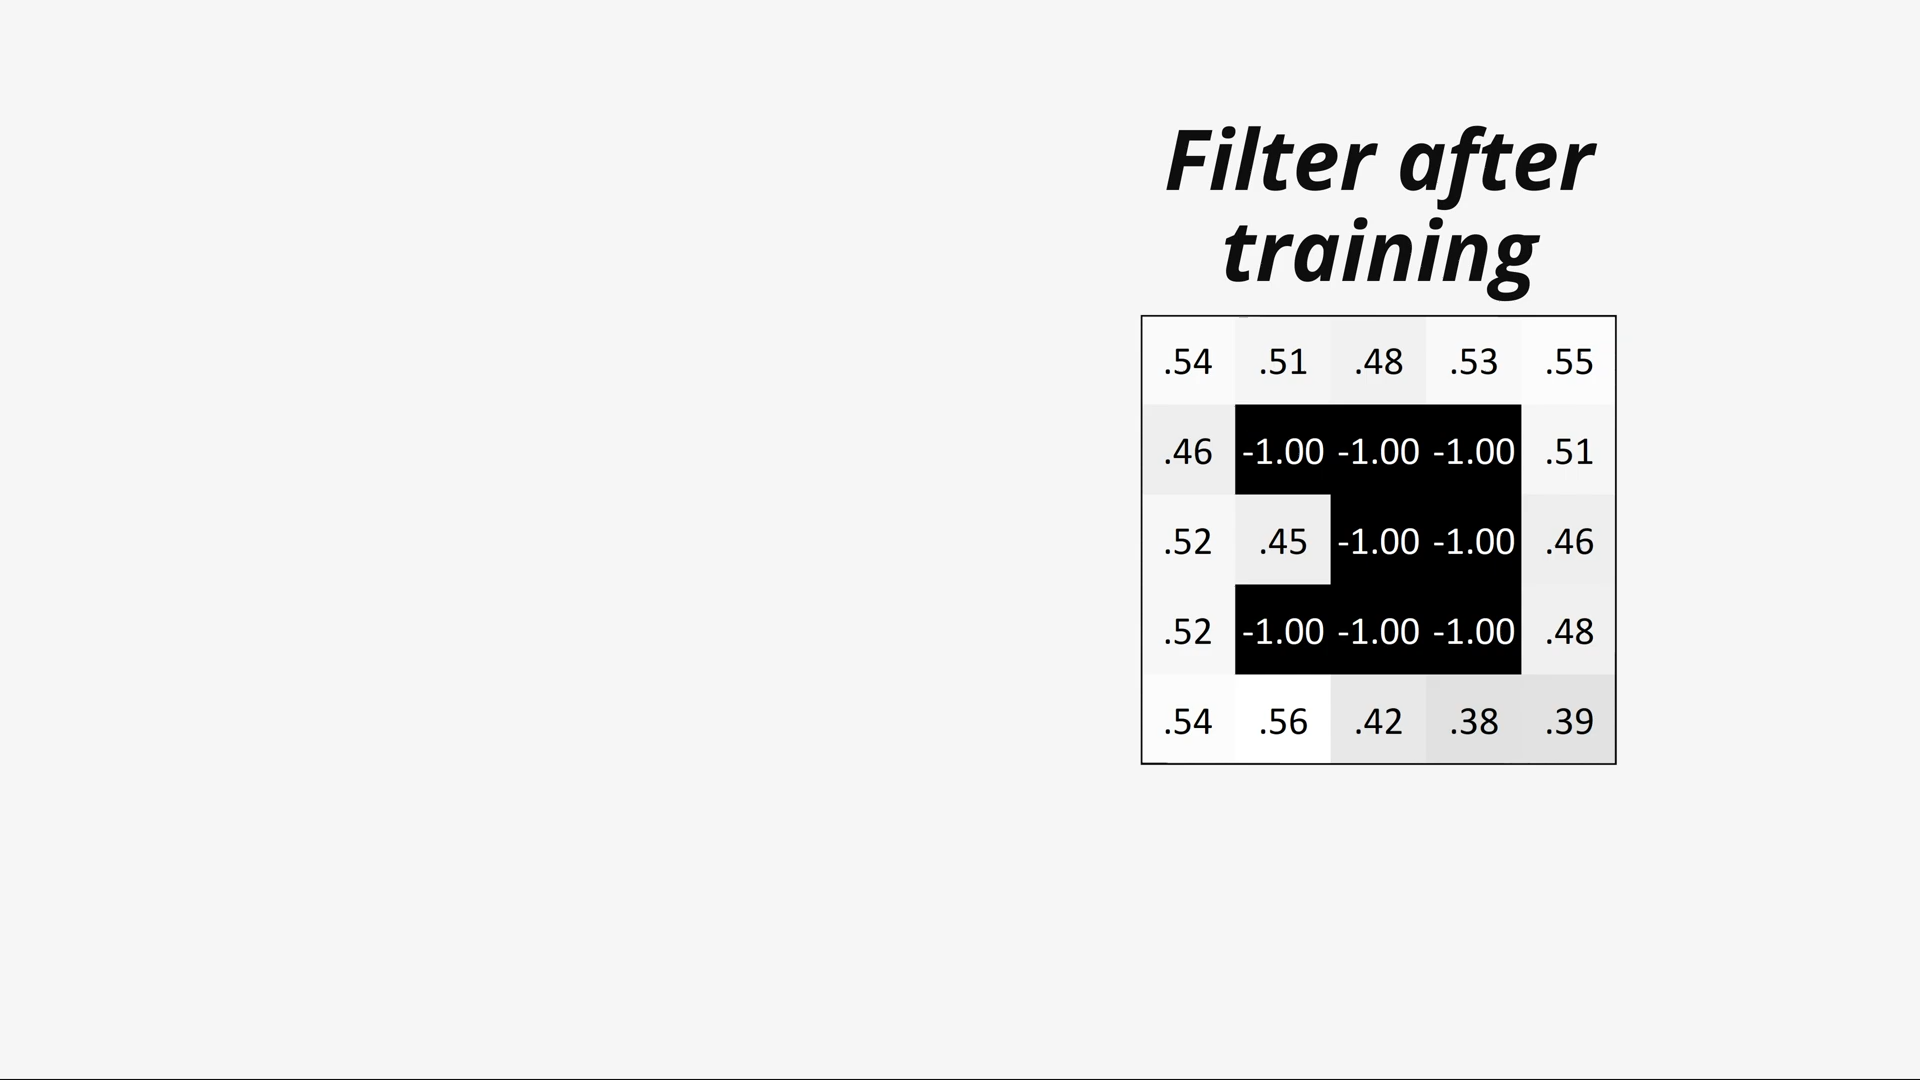 Filter after
training
.54 .51 .48 .53 .55
.46 -1.00 -1.00 -1.00 .51
.52 .45 -1.00 -1.00 .46
.52 -1.00 -1.00 -1.00 .48
.54 .56 .42 .38 .39